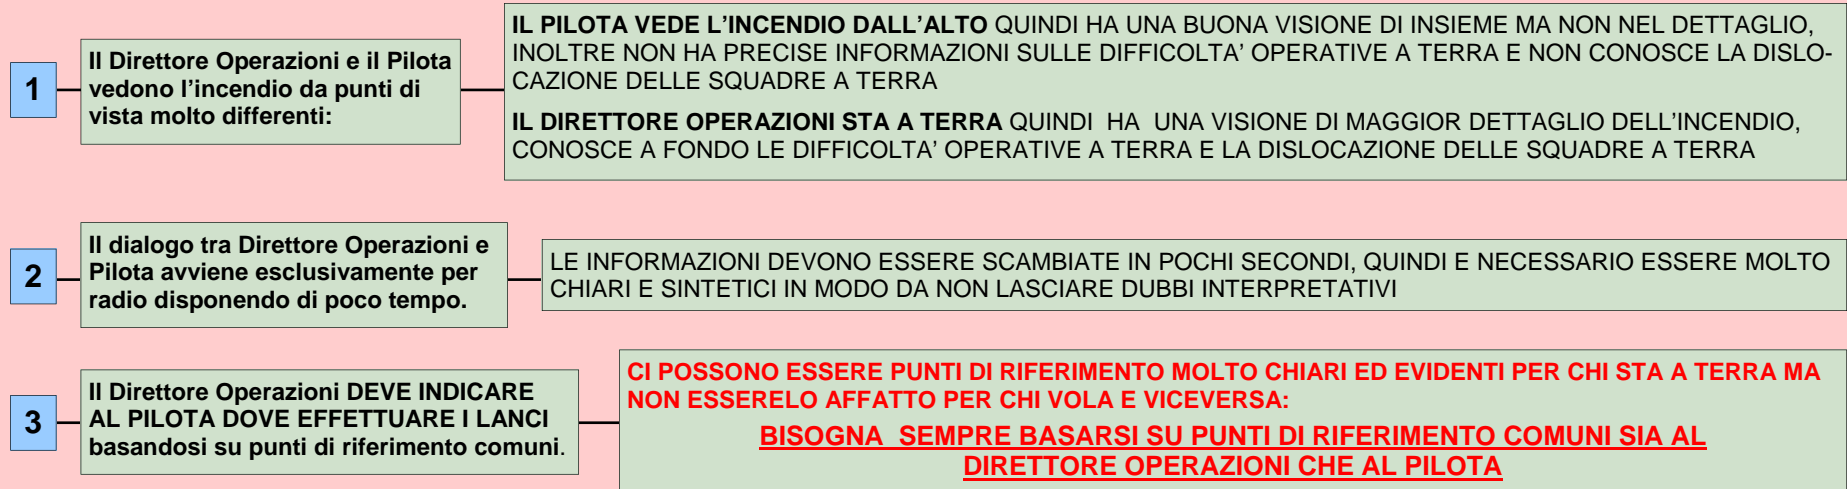 1
Il Direttore Operazioni e il Pilota
vedono l’incendio da punti di
vista molto differenti:
IL PILOTA VEDE L’INCENDIO DALL’ALTO QUINDI HA UNA BUONA VISIONE DI INSIEME MA NON NEL DETTAGLIO,
INOLTRE NON HA PRECISE INFORMAZIONI SULLE DIFFICOLTA’ OPERATIVE A TERRA E NON CONOSCE LA DISLO-
CAZIONE DELLE SQUADRE A TERRA
IL DIRETTORE OPERAZIONI STA A TERRA QUINDI HA UNA VISIONE DI MAGGIOR DETTAGLIO DELL’INCENDIO,
CONOSCE A FONDO LE DIFFICOLTA’ OPERATIVE A TERRA E LA DISLOCAZIONE DELLE SQUADRE A TERRA
2
Il dialogo tra Direttore Operazioni e
Pilota avviene esclusivamente per
radio disponendo di poco tempo.
LE INFORMAZIONI DEVONO ESSERE SCAMBIATE IN POCHI SECONDI, QUINDI E NECESSARIO ESSERE MOLTO
CHIARI E SINTETICI IN MODO DA NON LASCIARE DUBBI INTERPRETATIVI
3
Il Direttore Operazioni DEVE INDICARE
AL PILOTA DOVE EFFETTUARE I LANCI
basandosi su punti di riferimento comuni.
CI POSSONO ESSERE PUNTI DI RIFERIMENTO MOLTO CHIARI ED EVIDENTI PER CHI STA A TERRA MA
NON ESSERELO AFFATTO PER CHI VOLA E VICEVERSA:
BISOGNA SEMPRE BASARSI SU PUNTI DI RIFERIMENTO COMUNI SIA AL
DIRETTORE OPERAZIONI CHE AL PILOTA